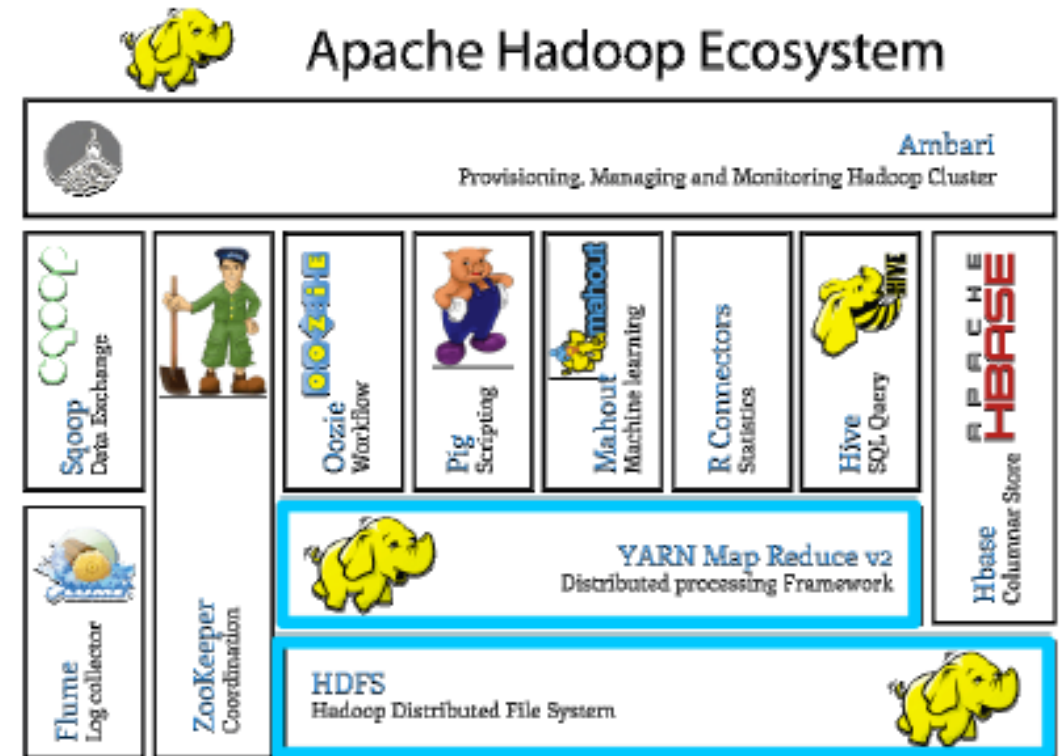 Apache Hadoop Ecosystem
Ambari
Provisioning, Managing and Monitoring Hadoop Cluster
sqoop
Sqoop
Data Exchange
ZooKeeper
Coordination
OOZIE
Oozie
Workflow
Pig
Scripting
mahout
Mahout
Machine learning
R Connectors
Statistics
HIVE
Hive
SQL Query
APACHE
HBASE
Hbase
Columnar Store
Flume
Log collector
YARN Map Reduce v2
Distributed processing Framework
HDFS
Hadoop Distributed File System